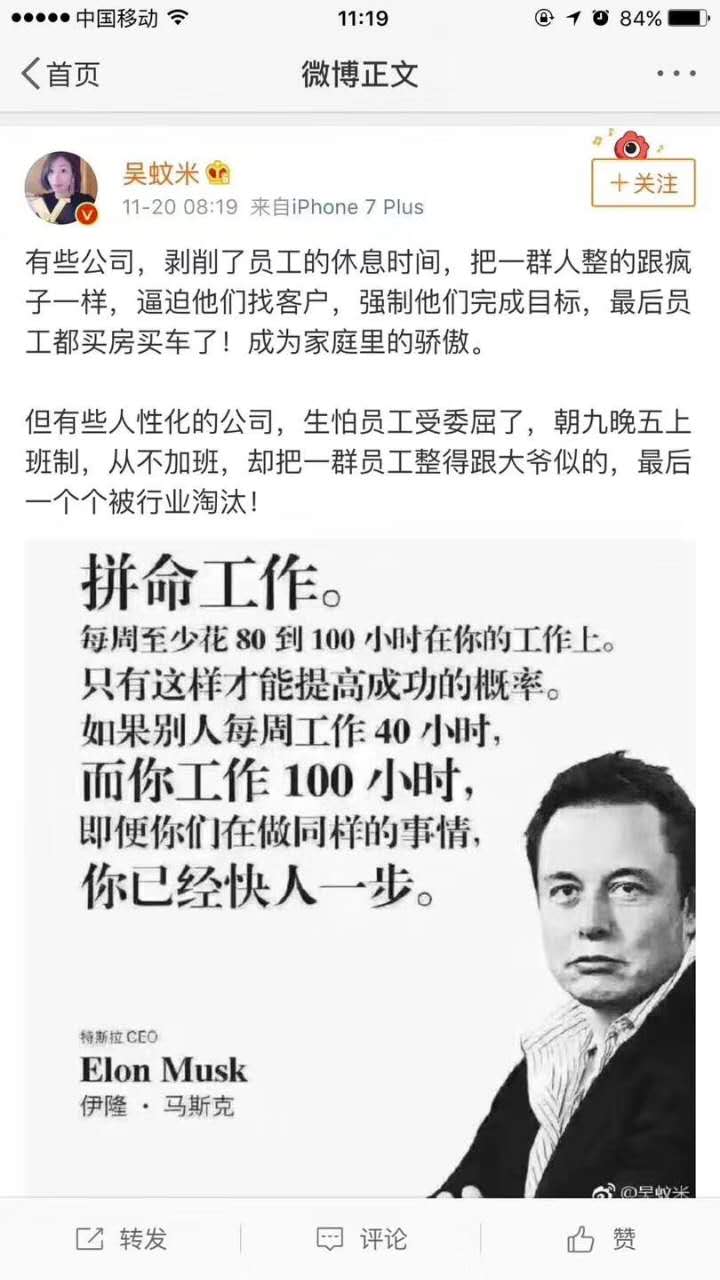 中国移动 11:19 84%
首页 微博正文
吴蚊米
11-20 08:19 来自iPhone 7 Plus
+关注
有些公司，剥削了员工的休息时间，把一群人整的跟疯
子一样，逼迫他们找客户，强制他们完成目标，最后员
工都买房买车了！成为家庭里的骄傲。
但有些人性化的公司，生怕员工受委屈了，朝九晚五上
班制，从不加班，却把一群员工整得跟大爷似的，最后
一个个被行业淘汰！
拼命工作。
每周至少花 80 到 100 小时在你的工作上。
只有这样才能提高成功的概率。
如果别人每周工作 40 小时，
而你工作 100 小时，
即便你们在做同样的事情，
你已经快人一步。
特斯拉 CEO
Elon Musk
伊隆 · 马斯克
@吴蚊米
转发 评论 赞